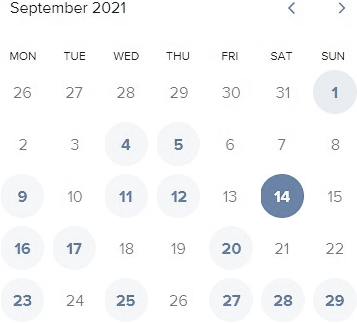 September 2021
MON TUE WED THU FRI SAT SUN
26 27 28 29 30 31 1
2 3 4 5 6 7 8
9 10 11 12 13 14 15
16 17 18 19 20 21 22
23 24 25 26 27 28 29